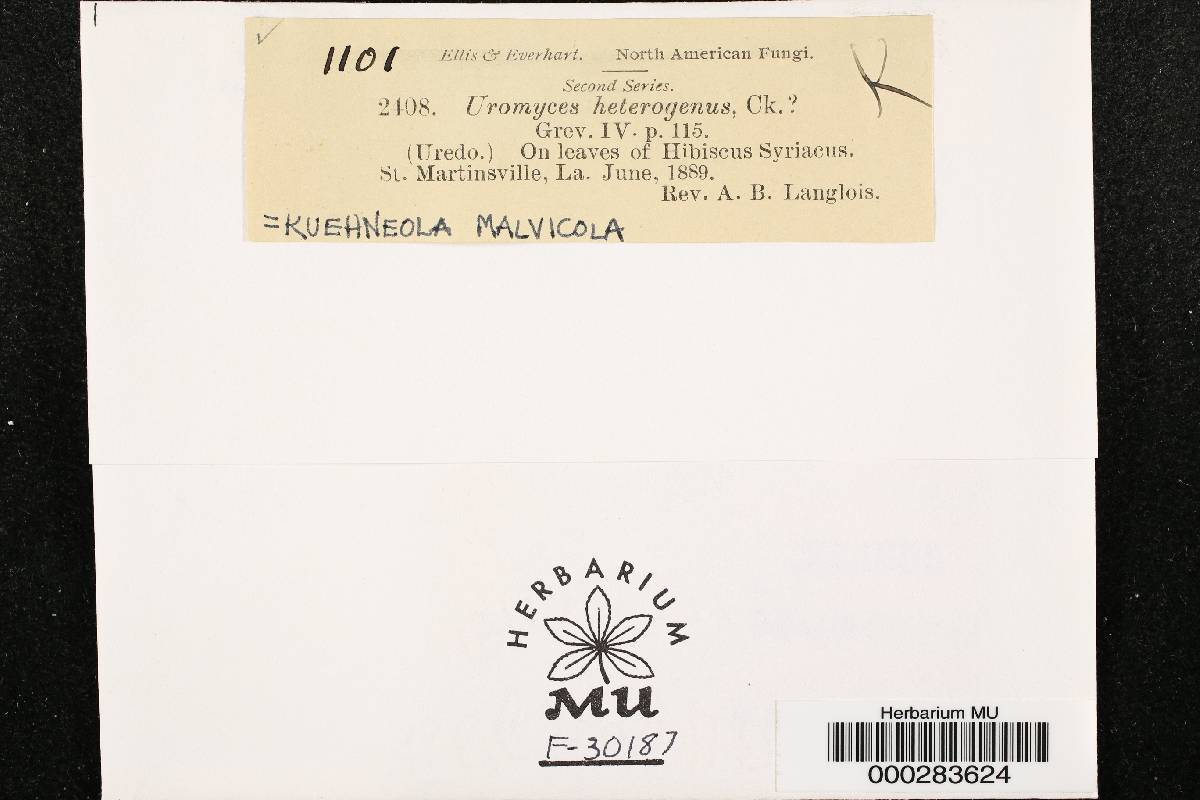 1101 Ellis & Everhart. North American Fungi. K
Second Series.
2408. Uromyces heterogenus, Ck.?
Grev. IV. p. 115.
(Uredo.) On leaves of Hibiscus Syriacus.
St. Martinsville, La. June, 1889.
Rev. A. B. Langlois.
=KUEHNEOLA MALVICOLA
HERBARIUM
MU
F-30187
Herbarium MU
000283624